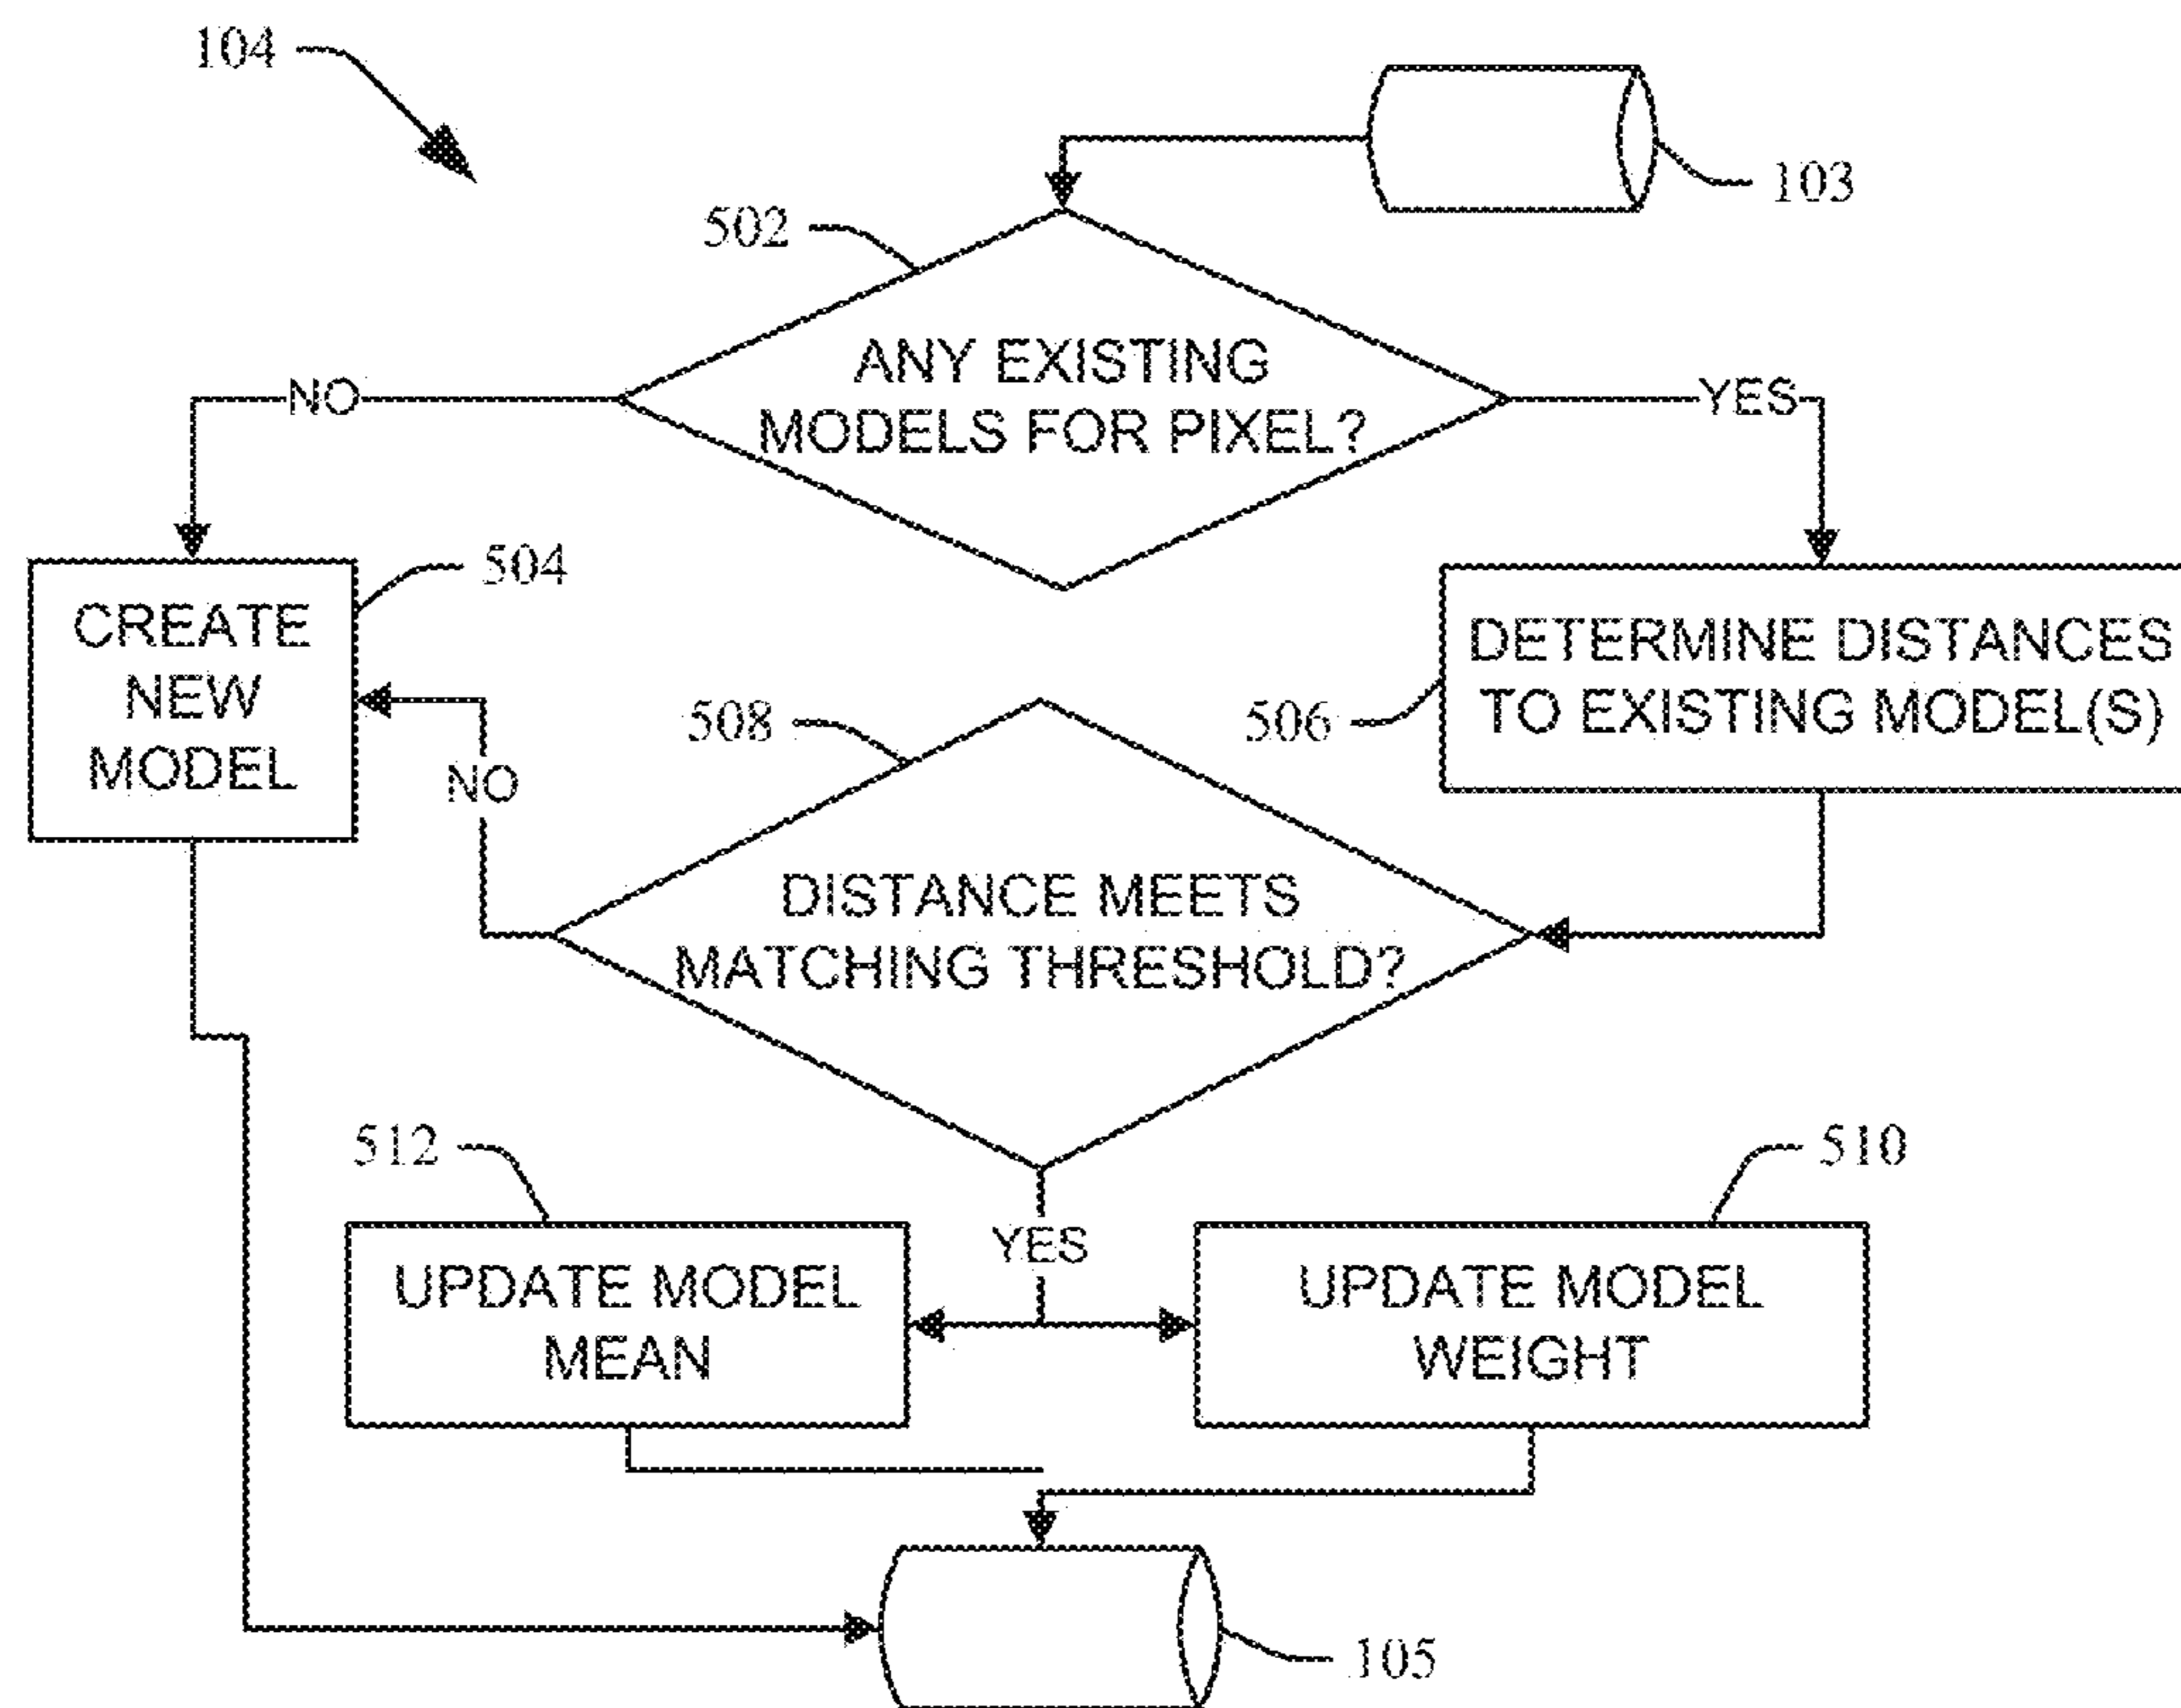 104
103
502
ANY EXISTING
MODELS FOR PIXEL?
NO
YES
504
CREATE
NEW
MODEL
506
DETERMINE DISTANCES
TO EXISTING MODEL(S)
508
NO
DISTANCE MEETS
MATCHING THRESHOLD?
512
510
YES
UPDATE MODEL
MEAN
UPDATE MODEL
WEIGHT
105